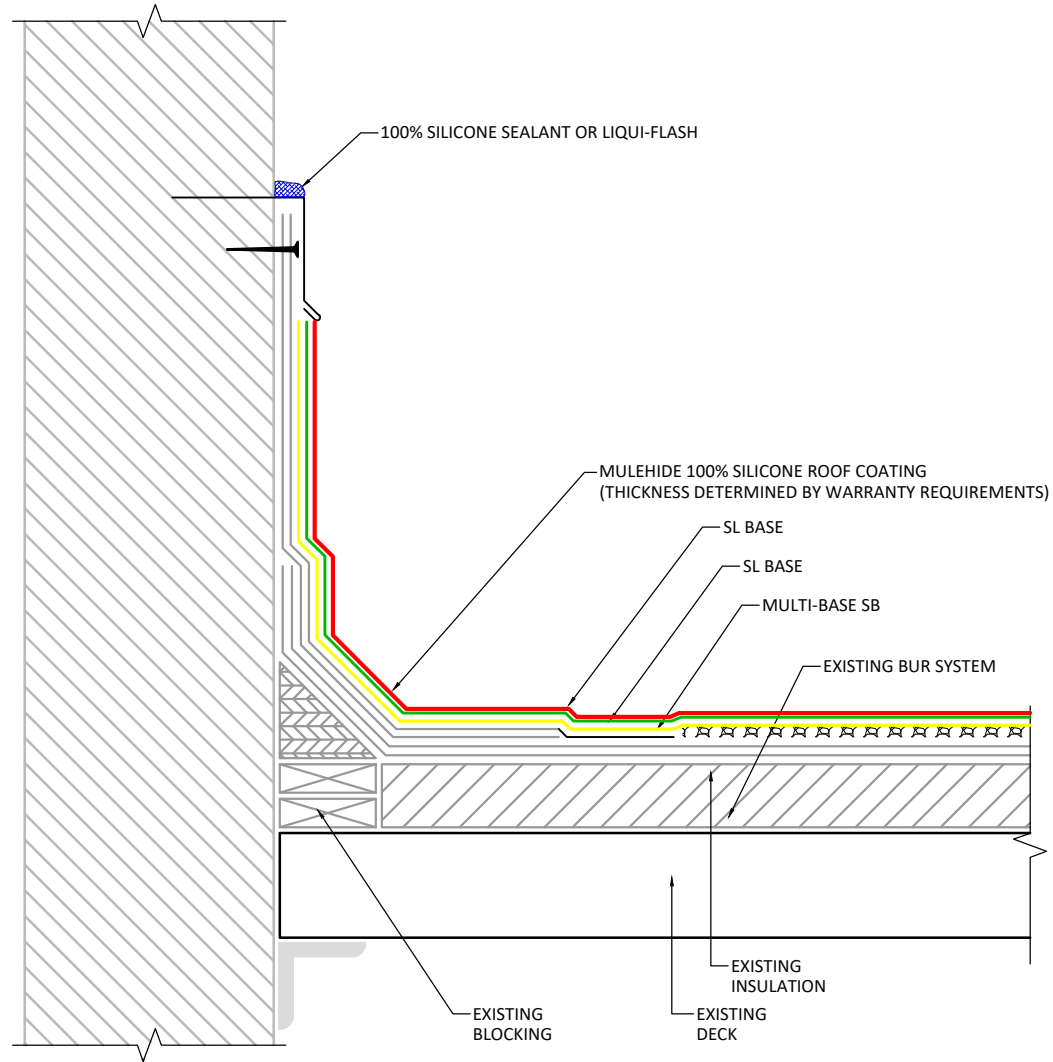 100% SILICONE SEALANT OR LIQUI-FLASH
MULEHIDE 100% SILICONE ROOF COATING
(THICKNESS DETERMINED BY WARRANTY REQUIREMENTS)
SL BASE
SL BASE
MULTI-BASE SB
EXISTING BUR SYSTEM
EXISTING
INSULATION
EXISTING
BLOCKING
EXISTING
DECK